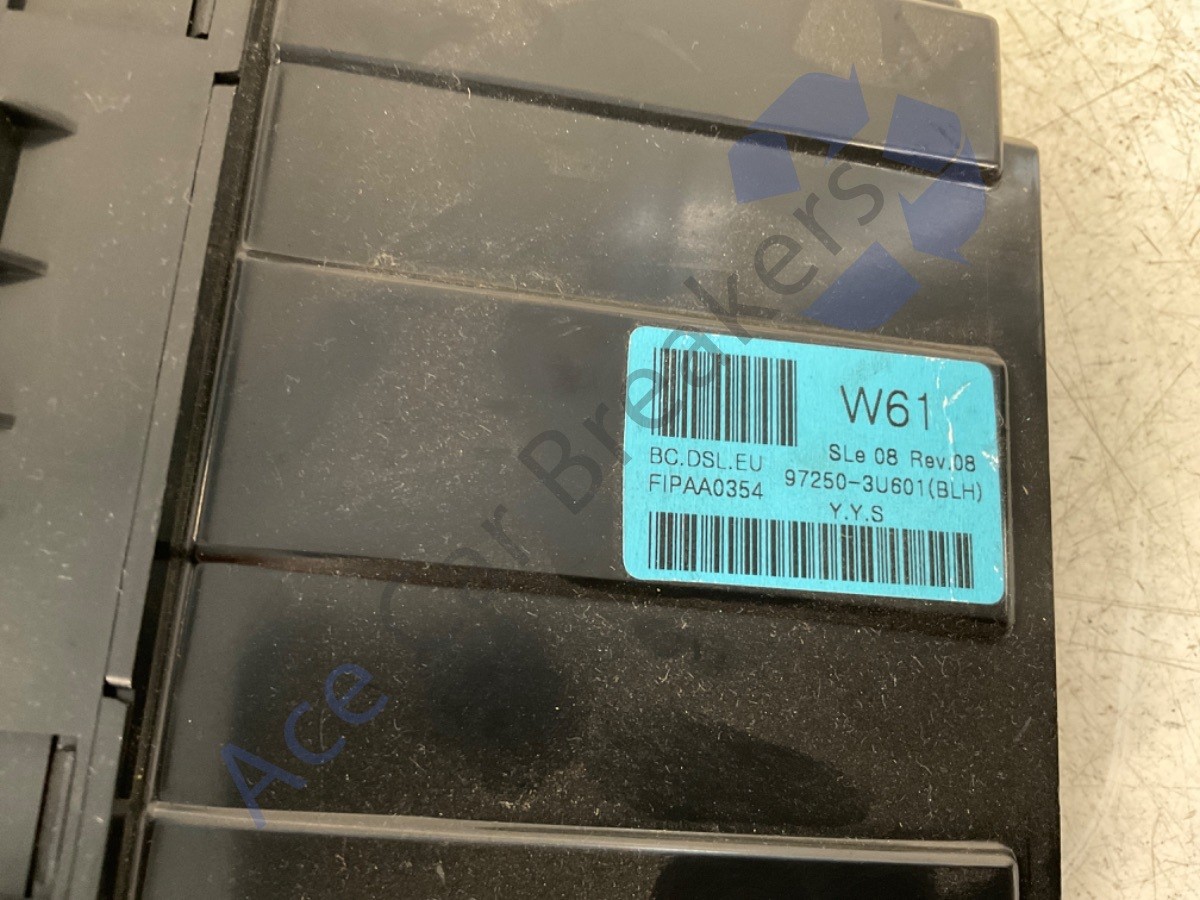 W61
SLe 08 Rev.08
BC.DSL.EU
97250-3U601(BLH)
FIPAA0354
Y.Y.S
Ace Car Breakers